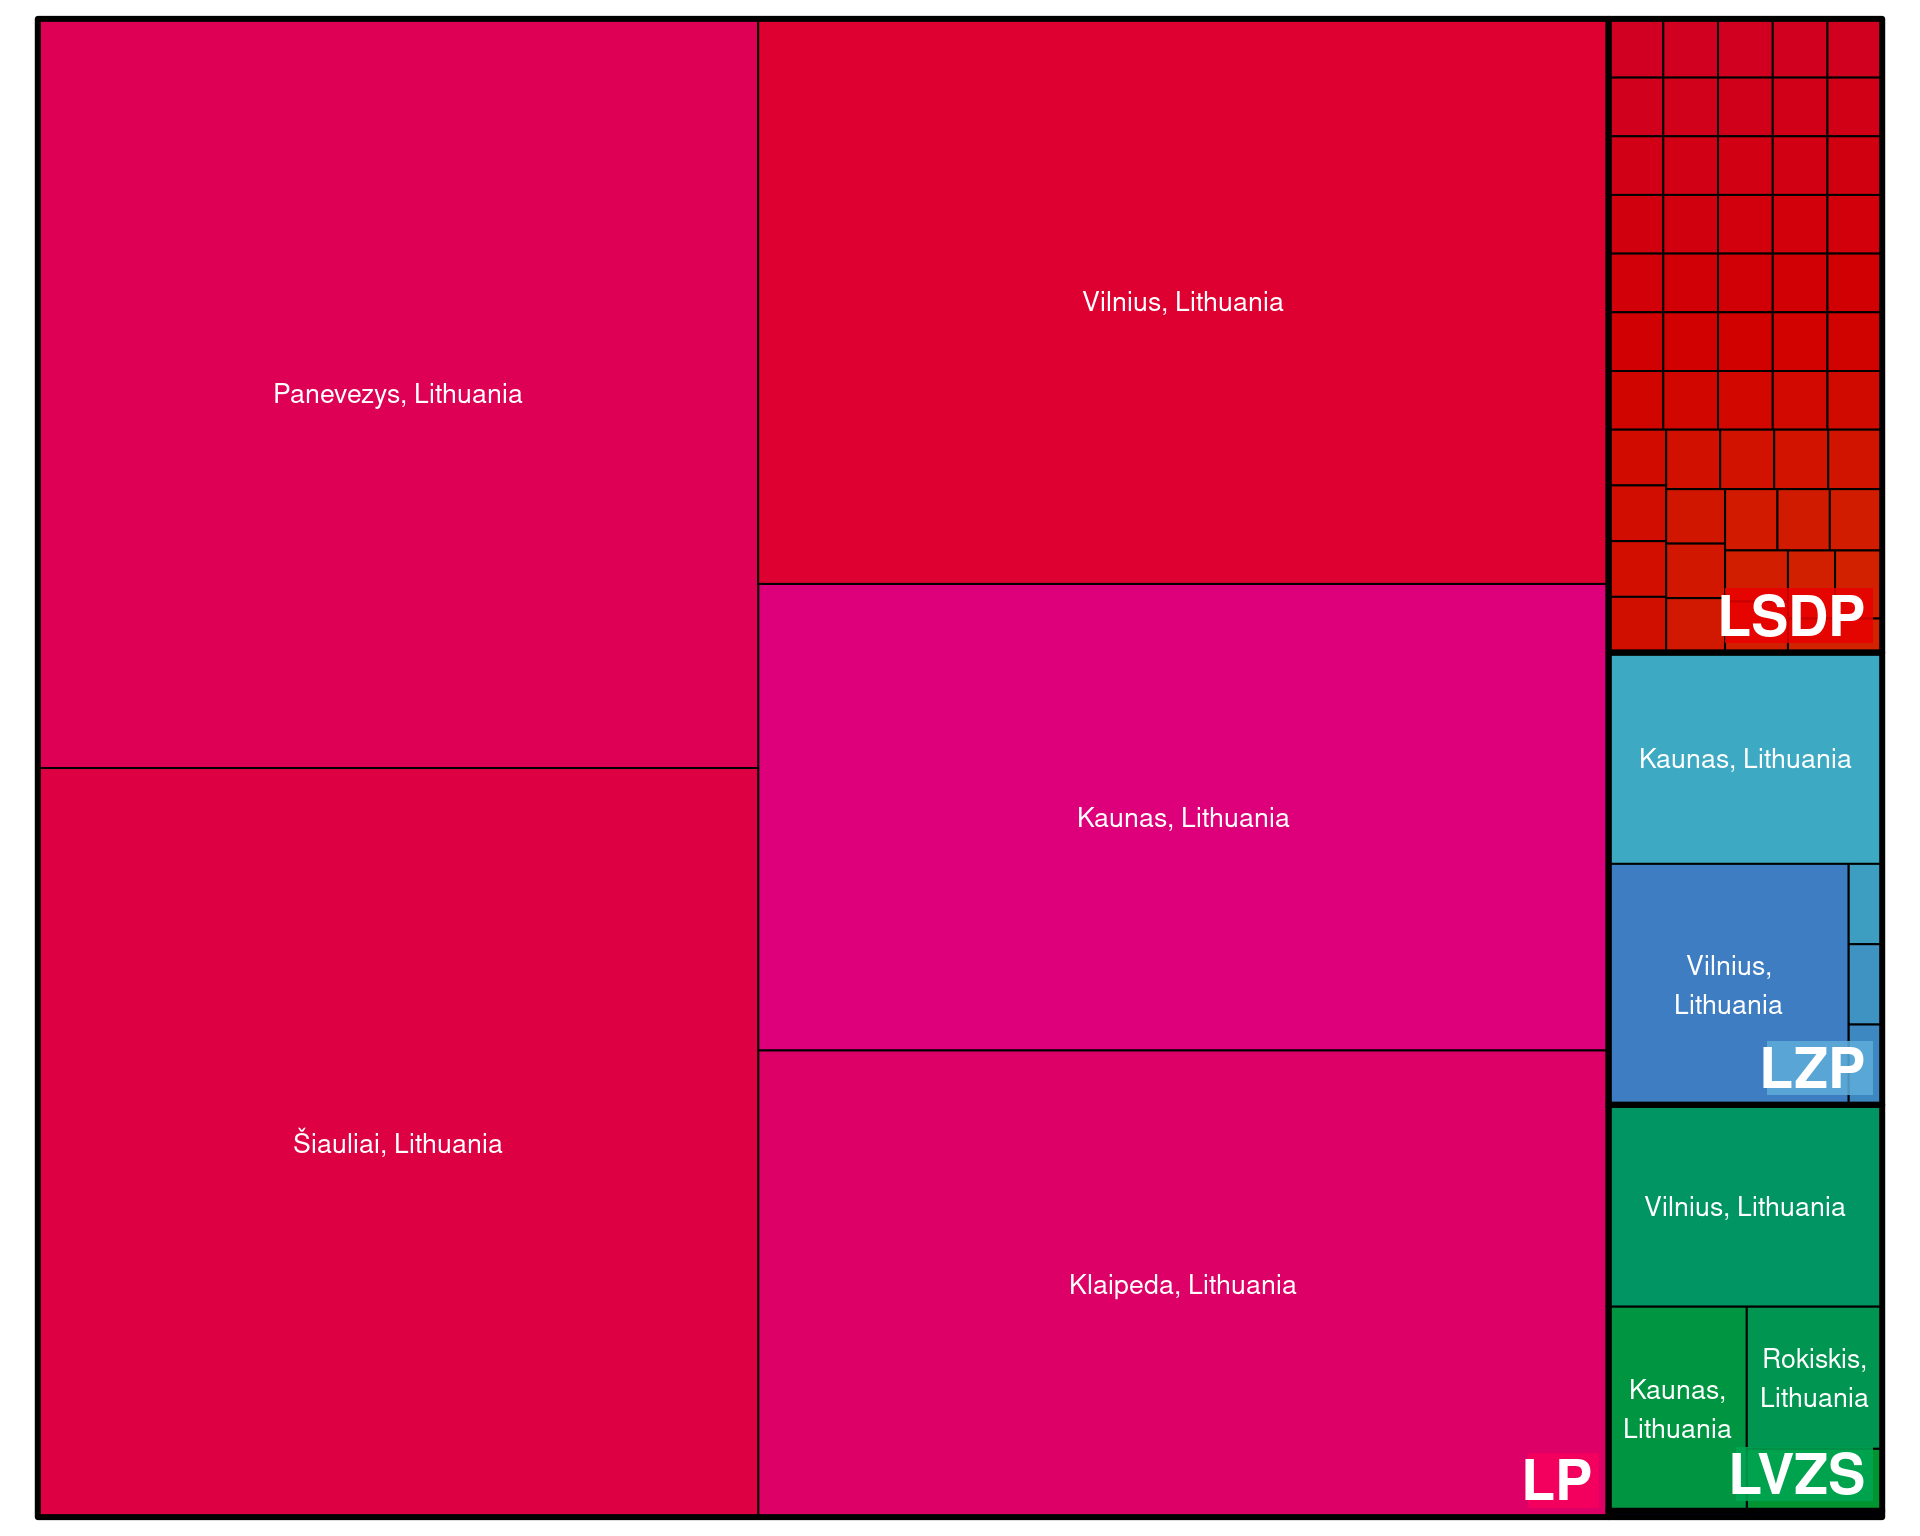 Panevezys, Lithuania
Šiauliai, Lithuania
Vilnius, Lithuania
Kaunas, Lithuania
Klaipeda, Lithuania
LP
LSDP
Kaunas, Lithuania
Vilnius,
Lithuania
LZP
Vilnius, Lithuania
Kaunas,
Lithuania
Rokiskis,
Lithuania
LVZS